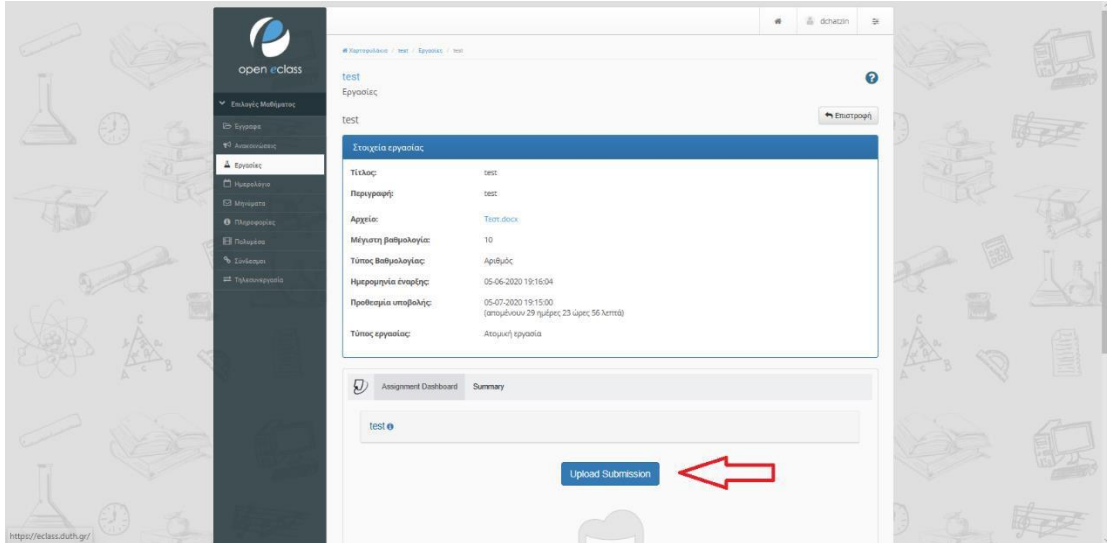 dchatzin
open eclass
Χαρτοφυλάκιο / test / Εργασίες / test
test
Εργασίες
Επιλογές Μαθήματος
test
Επιστροφή
Έγγραφα
Ανακοινώσεις
Εργασίες
Ημερολόγιο
Μηνύματα
Πληροφορίες
Πολυμέσα
Σύνδεσμοι
Τηλεσυνεργασία
Στοιχεία εργασίας
Τίτλος: test
Περιγραφή: test
Αρχείο: Test.docx
Μέγιστη βαθμολογία: 10
Τύπος Βαθμολογίας: Αριθμός
Ημερομηνία έναρξης: 05-06-2020 19:16:04
Προθεσμία υποβολής: 05-07-2020 19:15:00
(απομένουν 29 ημέρες 23 ώρες 56 λεπτά)
Τύπος εργασίας: Ατομική εργασία
Assignment Dashboard Summary
test
Upload Submission
https://eclass.duth.gr/